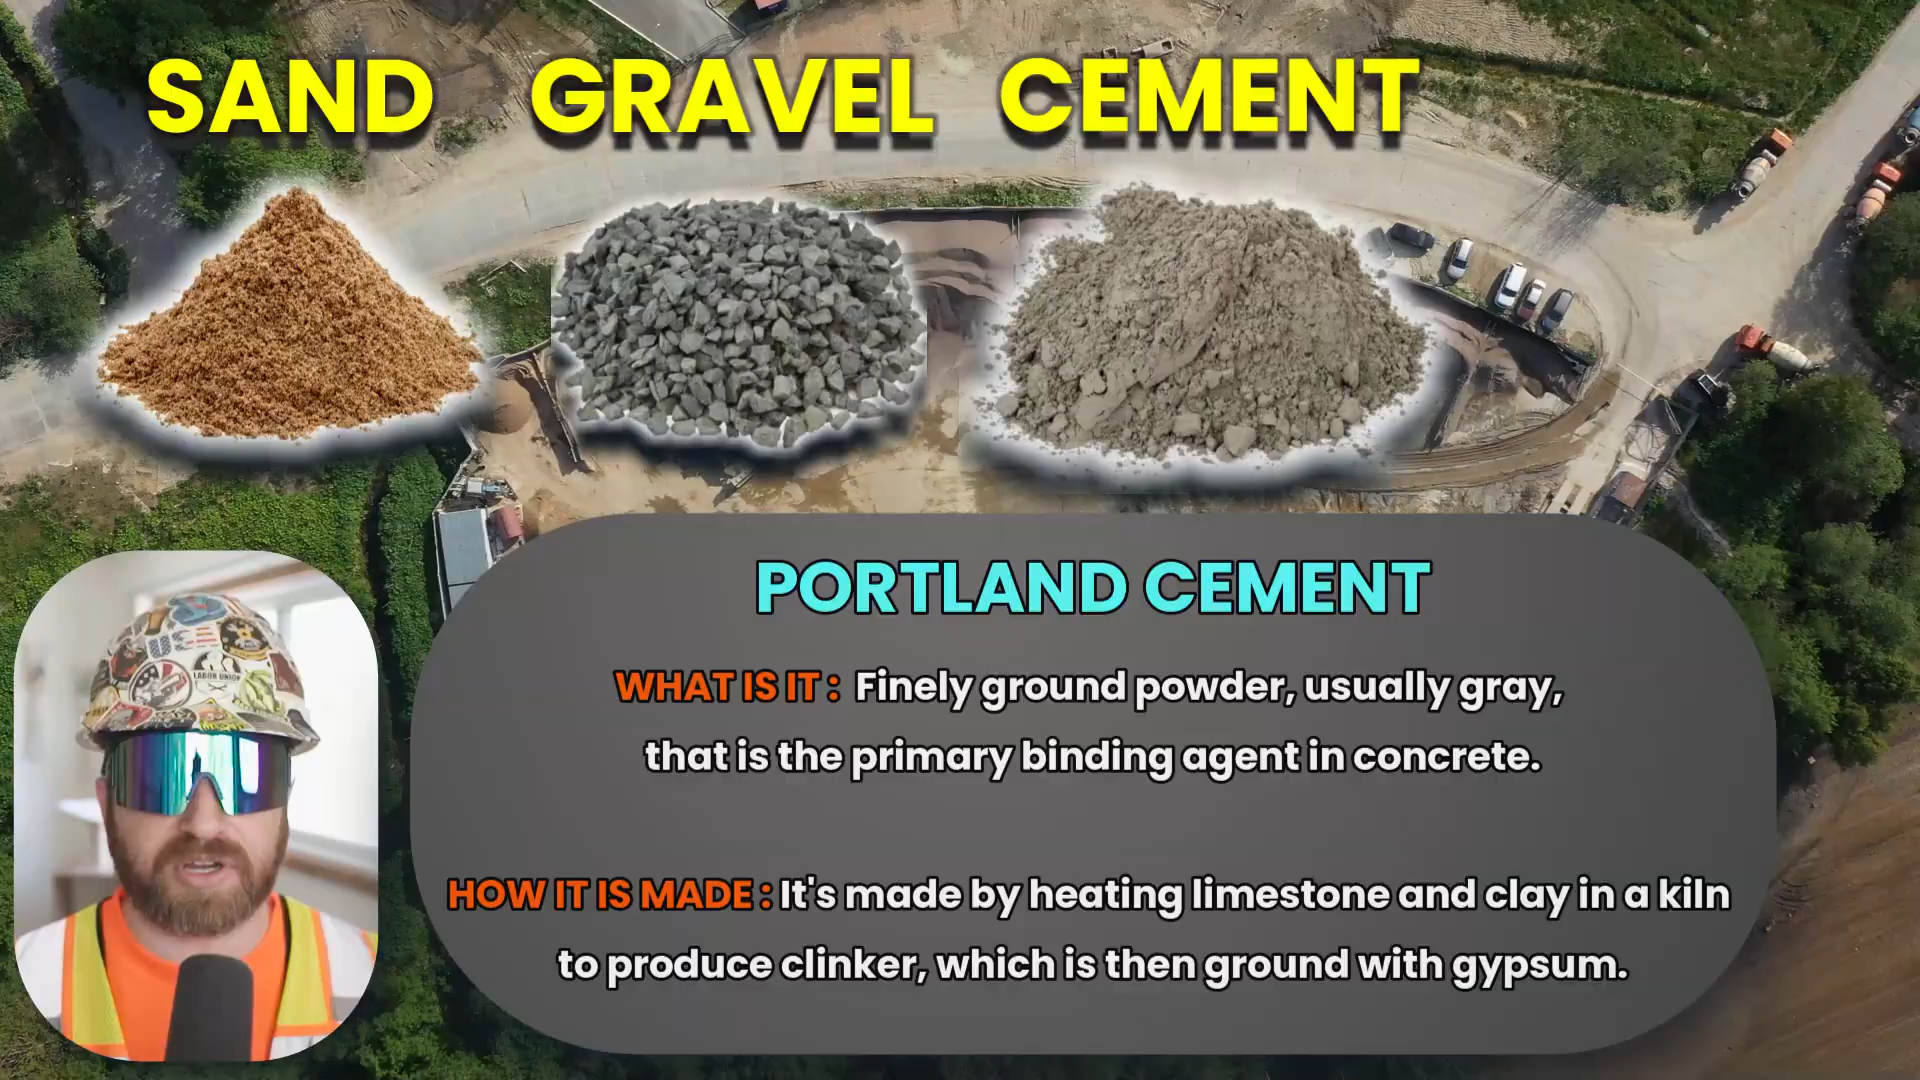 SAND GRAVEL CEMENT
LABOR UNION
PORTLAND CEMENT
WHAT IS IT : Finely ground powder, usually gray,
that is the primary binding agent in concrete.
HOW IT IS MADE : It's made by heating limestone and clay in a kiln
to produce clinker, which is then ground with gypsum.